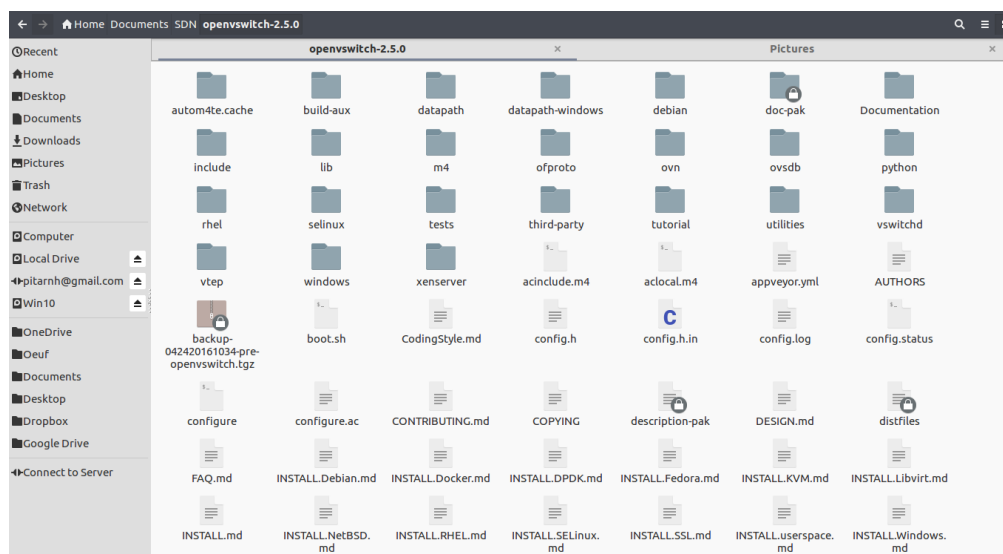 Home Documents SDN openvswitch-2.5.0
Recent
Home
Desktop
Documents
Downloads
Pictures
Trash
Network
Computer
Local Drive
pitarnh@gmail.com
Win10
OneDrive
Oeuf
Documents
Desktop
Dropbox
Google Drive
Connect to Server
openvswitch-2.5.0 Pictures
autom4te.cache build-aux datapath datapath-windows debian doc-pak Documentation
include lib m4 ofproto ovn ovsdb python
rhel selinux tests third-party tutorial utilities vswitchd
vtep windows xenserver acinclude.m4 aclocal.m4 appveyor.yml AUTHORS
backup-
042420161034-pre-
openvswitch.tgz
boot.sh CodingStyle.md config.h config.h.in config.log config.status
configure configure.ac CONTRIBUTING.md COPYING description-pak DESIGN.md distfiles
FAQ.md INSTALL.Debian.md INSTALL.Docker.md INSTALL.DPDK.md INSTALL.Fedora.md INSTALL.KVM.md INSTALL.Libvirt.md
INSTALL.md INSTALL.NetBSD. INSTALL.RHEL.md INSTALL.SELinux. INSTALL.SSL.md INSTALL.userspace. INSTALL.Windows.
md md md md